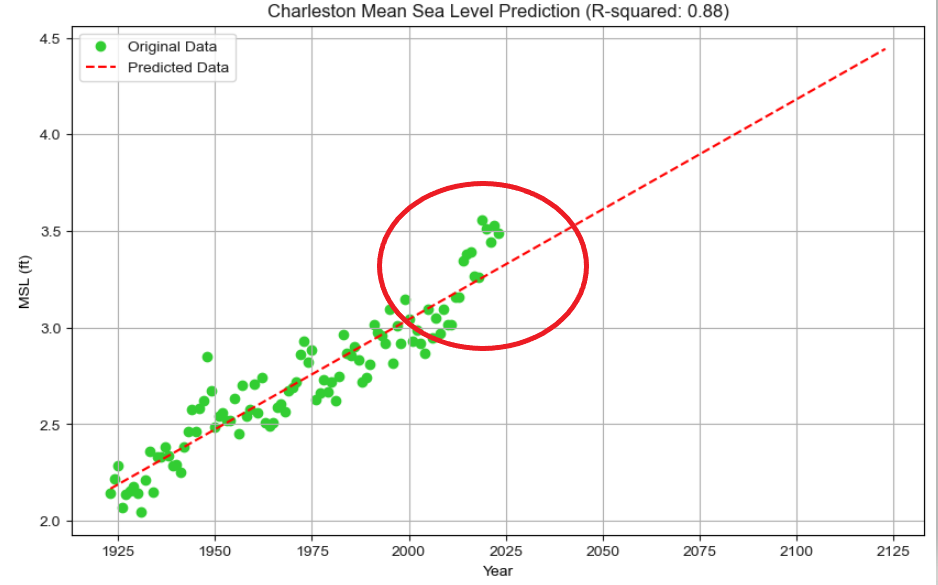 Charleston Mean Sea Level Prediction (R-squared: 0.88)
Original Data
Predicted Data
4.5
4.0
3.5
3.0
2.5
2.0
MSL (ft)
1925 1950 1975 2000 2025 2050 2075 2100 2125
Year